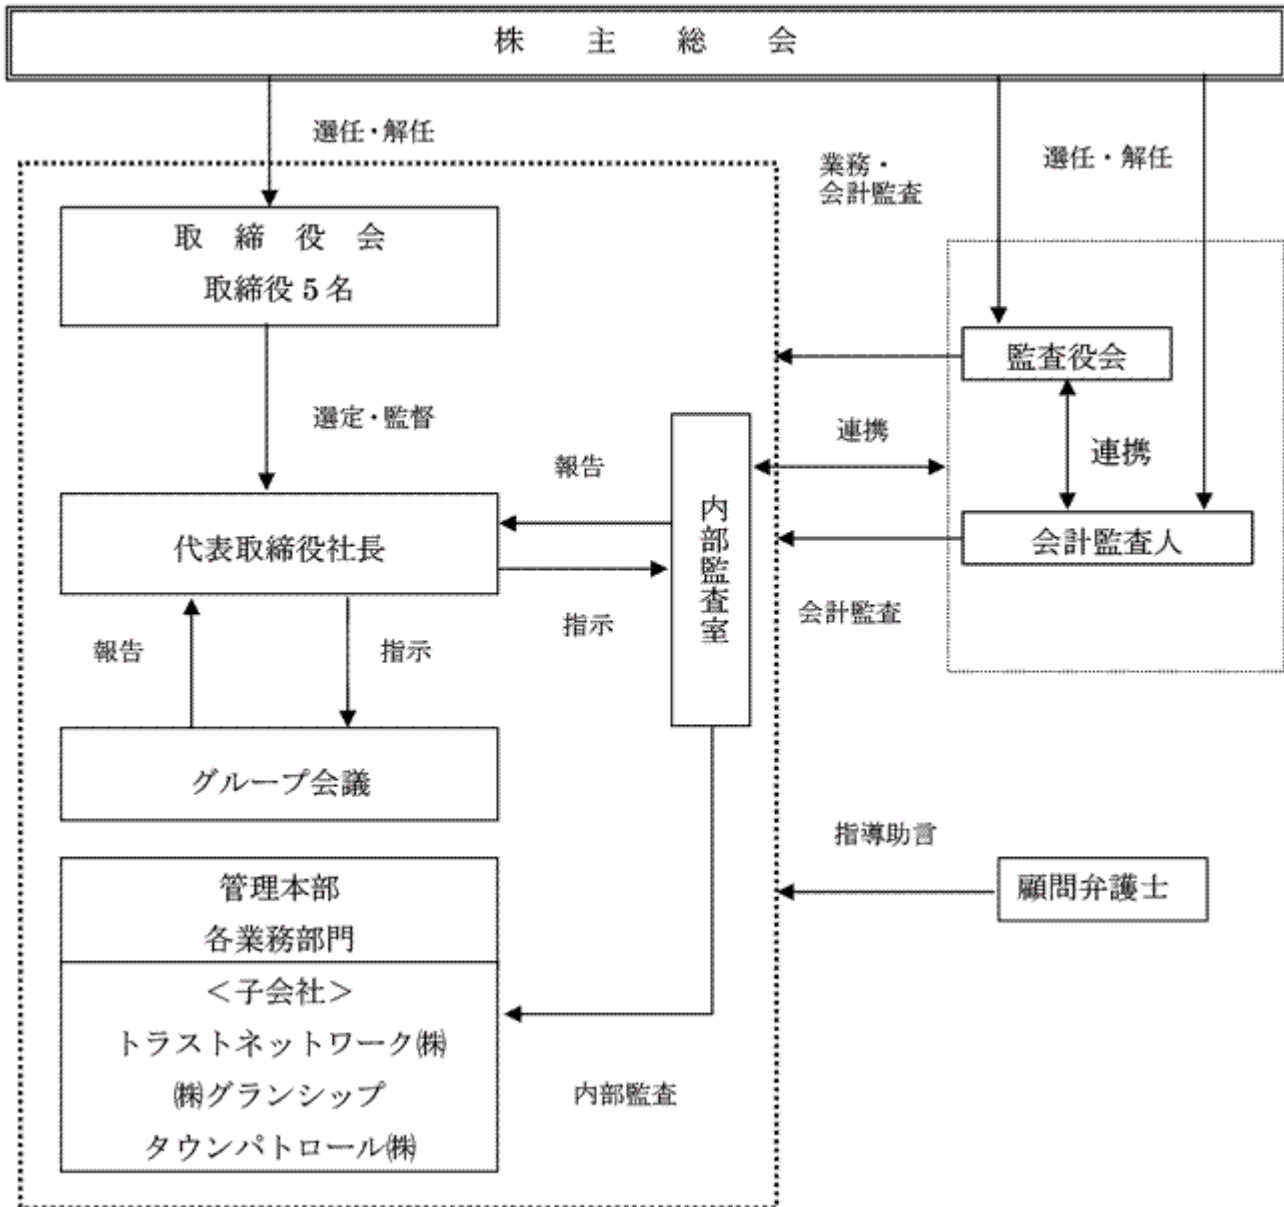 株 主 総 会
選任・解任
業務・
会計監査
選任・解任
取 締 役 会
取締役 5 名
監査役会
選定・監督
連携
連携
報告
代表取締役社長
内部監査室
会計監査人
指示
会計監査
報告
指示
グループ会議
指導助言
顧問弁護士
管理本部
各業務部門
＜子会社＞
トラストネットワーク㈱
㈱グランシップ
タウンパトロール㈱
内部監査